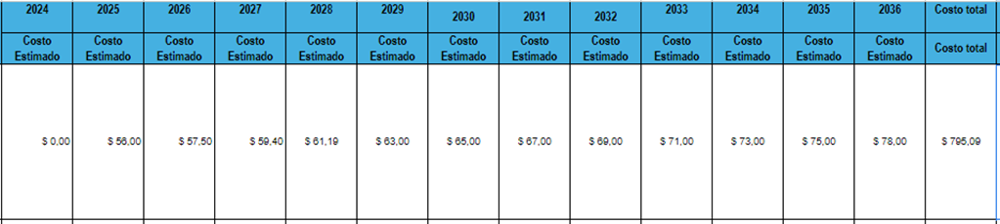 2024 2025 2026 2027 2028 2029 2030 2031 2032 2033 2034 2035 2036 Costo total
Costo Estimado Costo Estimado Costo Estimado Costo Estimado Costo Estimado Costo Estimado Costo Estimado Costo Estimado Costo Estimado Costo Estimado Costo Estimado Costo Estimado Costo Estimado Costo total
$ 0,00 $ 56,00 $ 57,50 $ 59,40 $ 61,19 $ 63,00 $ 65,00 $ 67,00 $ 69,00 $ 71,00 $ 73,00 $ 75,00 $ 78,00 $ 795,09